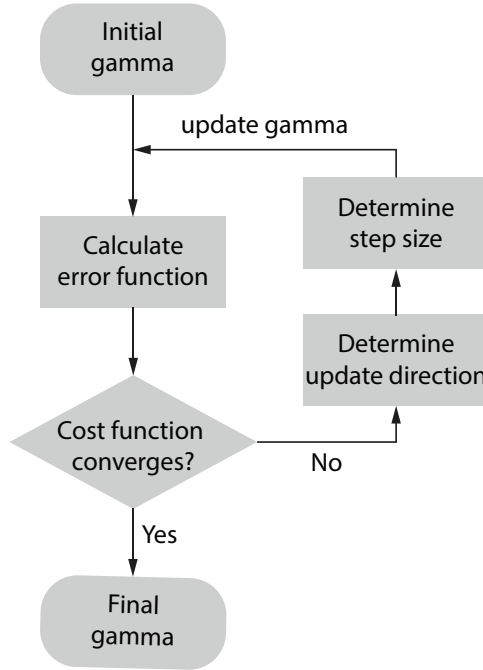 Initial
gamma
update gamma
Calculate
error function
Determine
step size
Determine
update direction
Cost function
converges?
No
Yes
Final
gamma